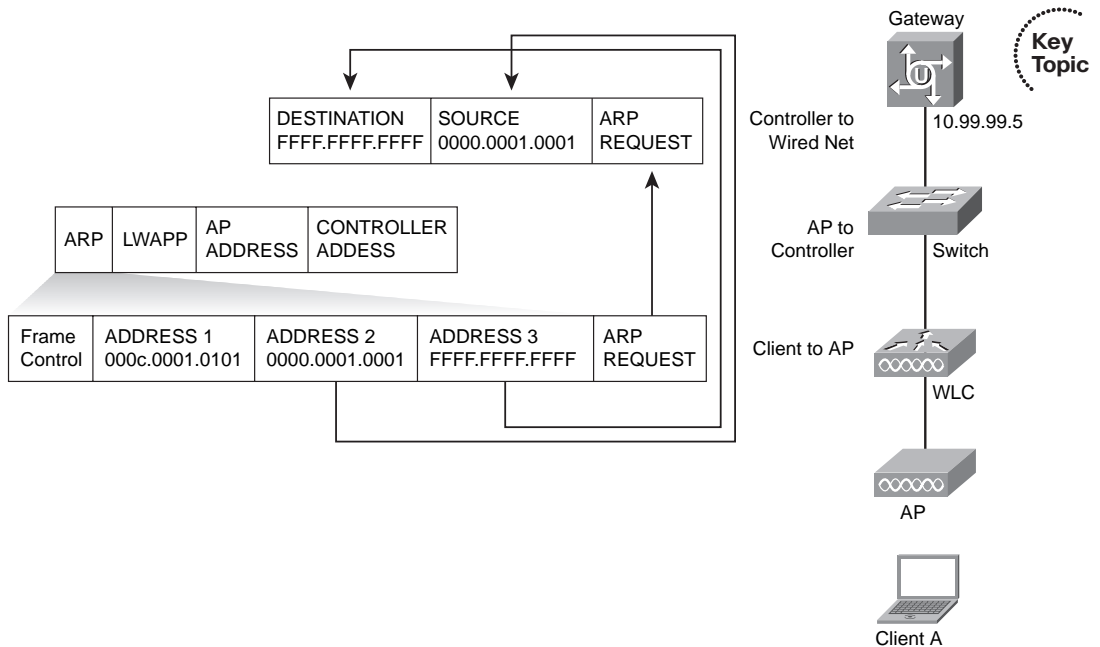 Gateway
Key
Topic
DESTINATION
FFFF.FFFF.FFFF
SOURCE
0000.0001.0001
ARP
REQUEST
Controller to
Wired Net
10.99.99.5
U
ARP
LWAPP
AP
ADDRESS
CONTROLLER
ADDESS
AP to
Controller
Switch
Frame
Control
ADDRESS 1
000c.0001.0101
ADDRESS 2
0000.0001.0001
ADDRESS 3
FFFF.FFFF.FFFF
ARP
REQUEST
Client to AP
WLC
AP
Client A